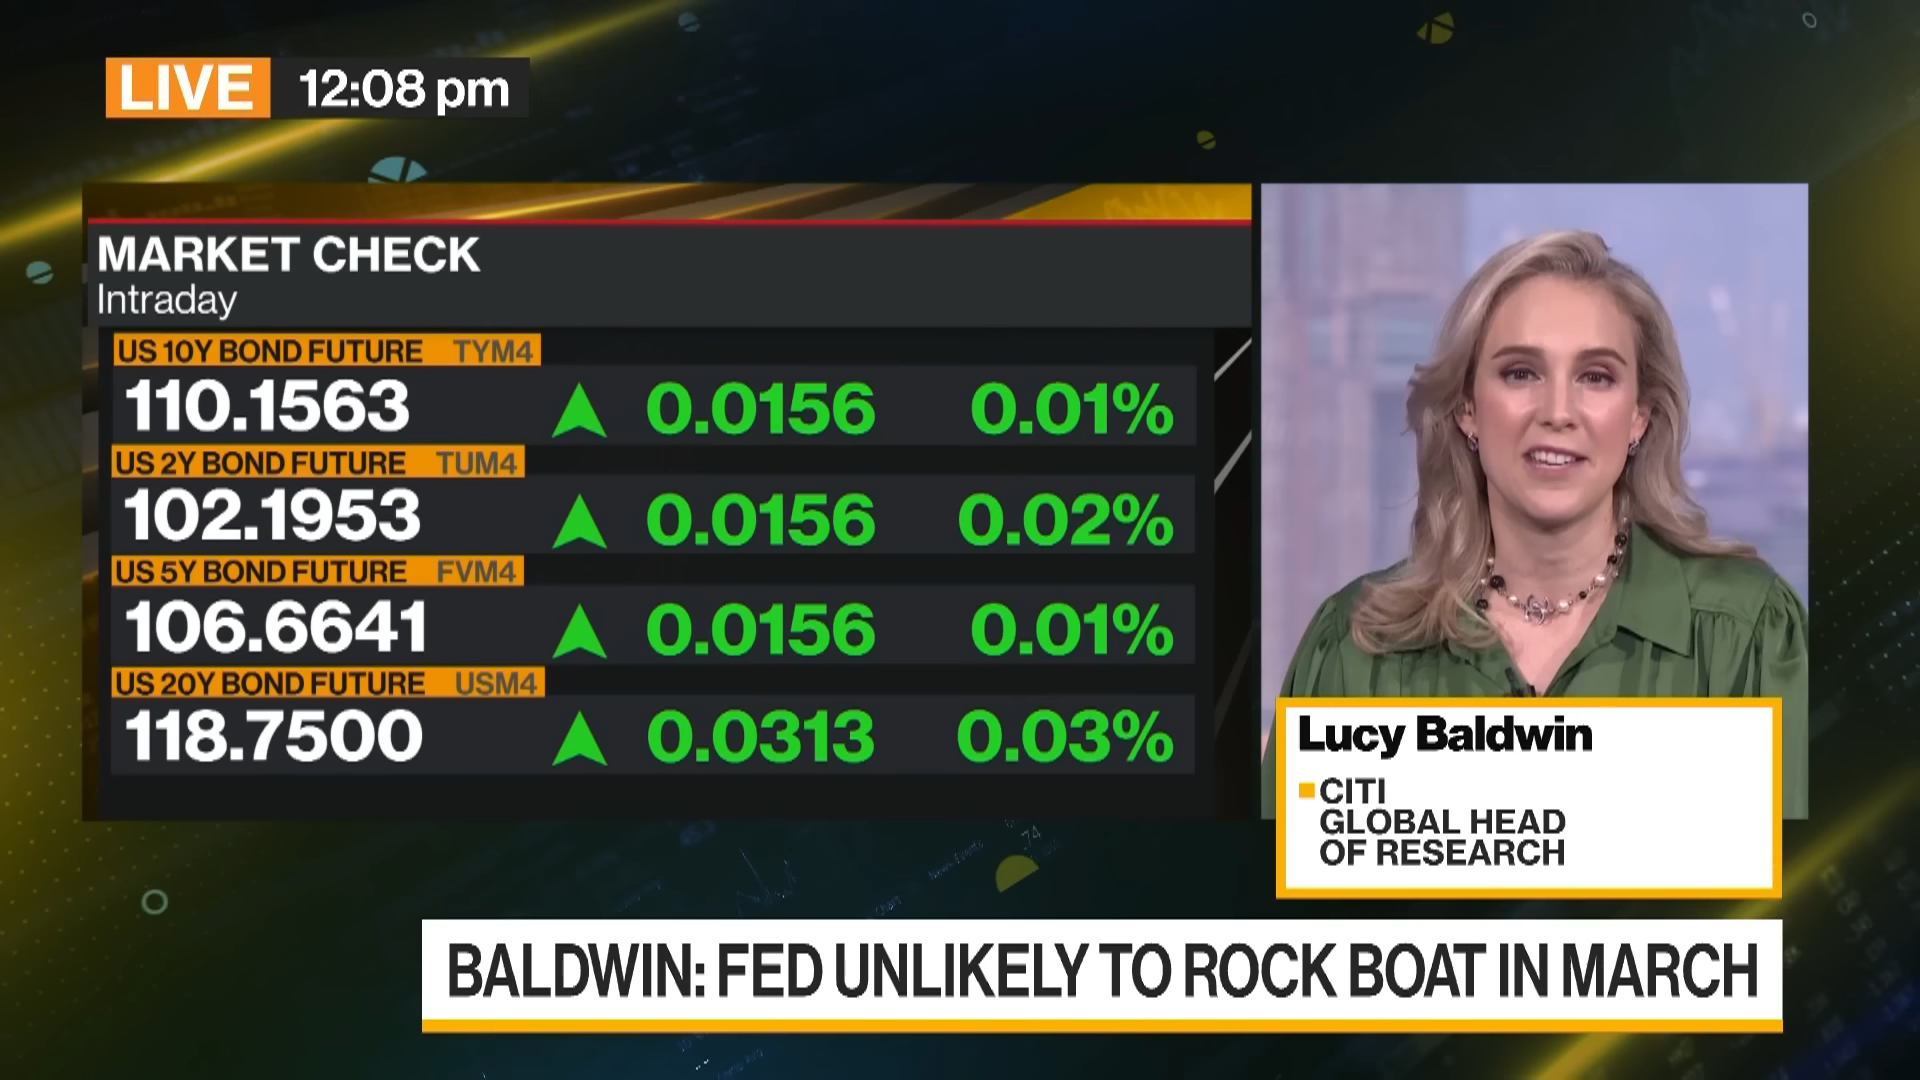 LIVE 12:08 pm
MARKET CHECK
Intraday
US 10Y BOND FUTURE TYM4
110.1563 ▲ 0.0156 0.01%
US 2Y BOND FUTURE TUM4
102.1953 ▲ 0.0156 0.02%
US 5Y BOND FUTURE FVM4
106.6641 ▲ 0.0156 0.01%
US 20Y BOND FUTURE USM4
118.7500 ▲ 0.0313 0.03%
Lucy Baldwin
CITI
GLOBAL HEAD
OF RESEARCH
BALDWIN: FED UNLIKELY TO ROCK BOAT IN MARCH